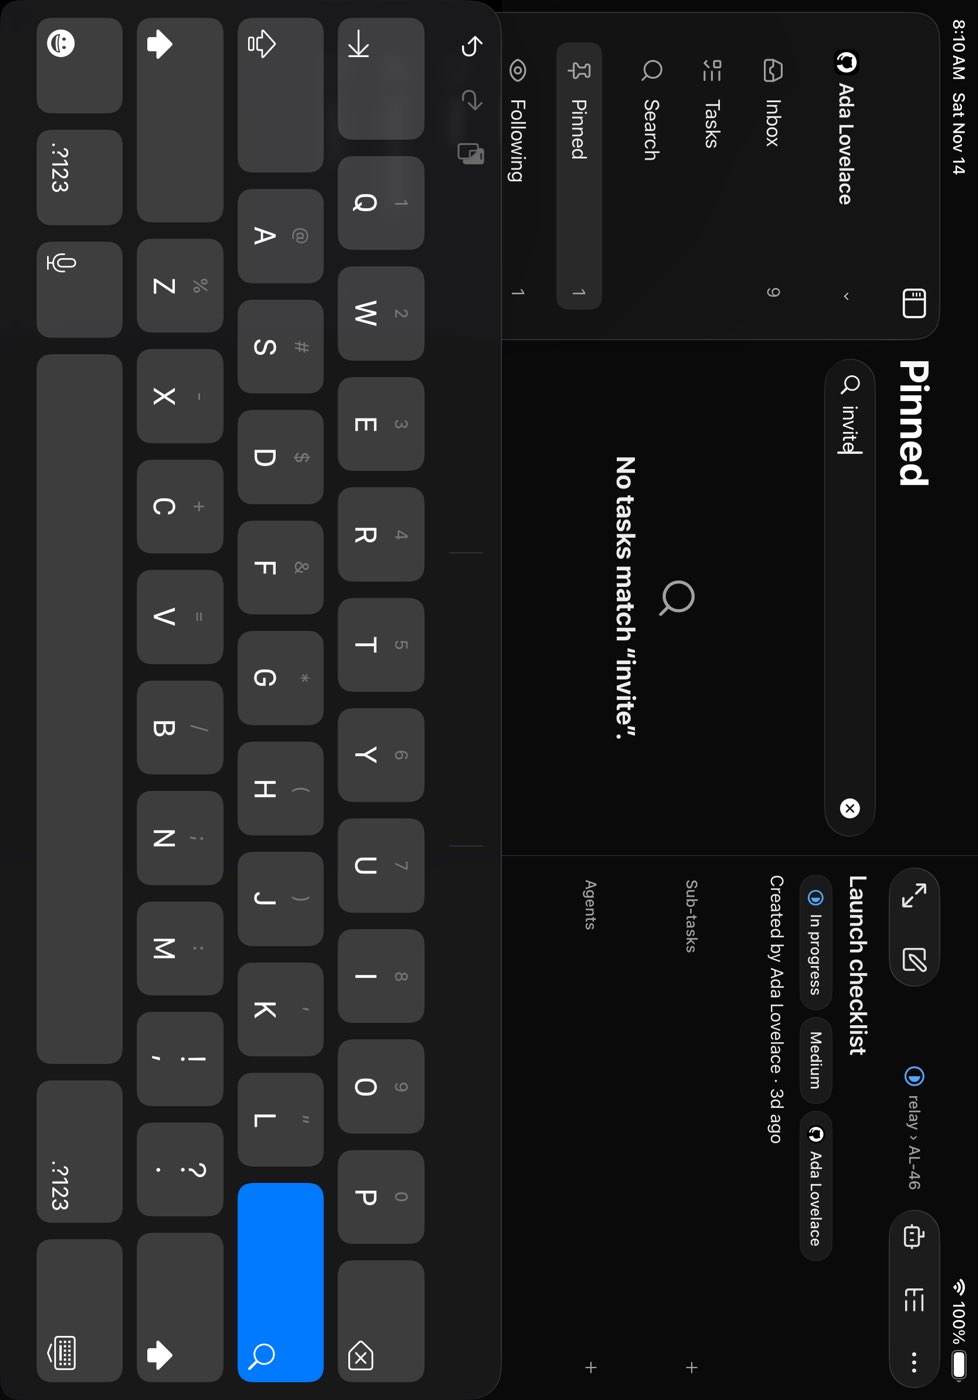 8:10 AM Sat Nov 14
100%
Ada Lovelace
Inbox 9
Tasks
Search
Pinned 1
Following 1
Pinned
invite
No tasks match “invite”.
relay › AL-46
Launch checklist
In progress
Medium
Ada Lovelace
Created by Ada Lovelace · 3d ago
Sub-tasks +
Agents +
1 2 3 4 5 6 7 8 9 0
Q W E R T Y U I O P
@ # $ & * ( ) ' "
A S D F G H J K L
% - + = / ; : ! ?
Z X C V B N M , .
.?123 .?123